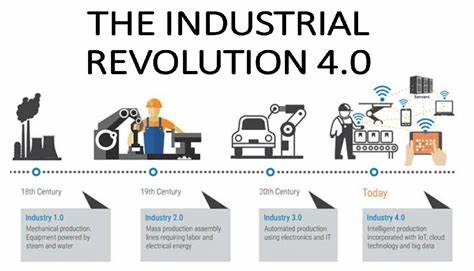 THE INDUSTRIAL
REVOLUTION 4.0
Servers
18th Century
19th Century
20th Century
Today
Industry 1.0
Mechanical production.
Equipment powered by
steam and water
Industry 2.0
Mass production assembly
lines requiring labor and
electrical energy
Industry 3.0
Automated production
using electronics and IT
Industry 4.0
Intelligent production
incorporated with IoT, cloud
technology and big data